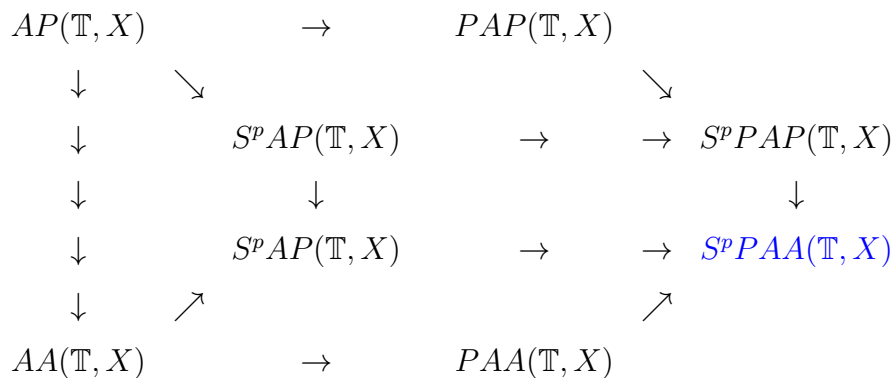 AP(𝕋, X) → PAP(𝕋, X)
↓ ↘ ↘
↓ S^pAP(𝕋, X) → → S^pPAP(𝕋, X)
↓ ↓ ↓
↓ S^pAP(𝕋, X) → → S^pPAA(𝕋, X)
↓ ↗ ↗
AA(𝕋, X) → PAA(𝕋, X)